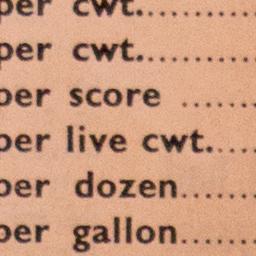 per cwt..........
per cwt..........
per score ......
per live cwt....
per dozen......
per gallon......